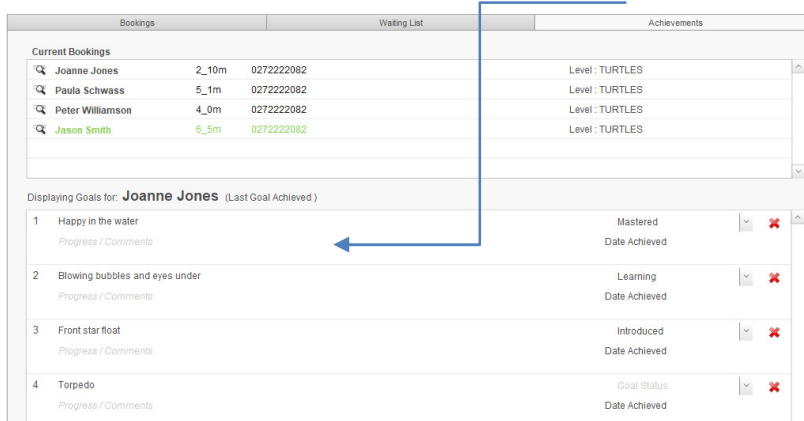 Bookings Waiting List Achievements
Current Bookings
Joanne Jones 2_10m 0272222082 Level : TURTLES
Paula Schwass 5_1m 0272222082 Level : TURTLES
Peter Williamson 4_0m 0272222082 Level : TURTLES
Jason Smith 6_5m 0272222082 Level : TURTLES
Displaying Goals for: Joanne Jones (Last Goal Achieved )
1 Happy in the water Mastered
Progress / Comments Date Achieved
2 Blowing bubbles and eyes under Learning
Progress / Comments Date Achieved
3 Front star float Introduced
Progress / Comments Date Achieved
4 Torpedo Goal Status
Progress / Comments Date Achieved